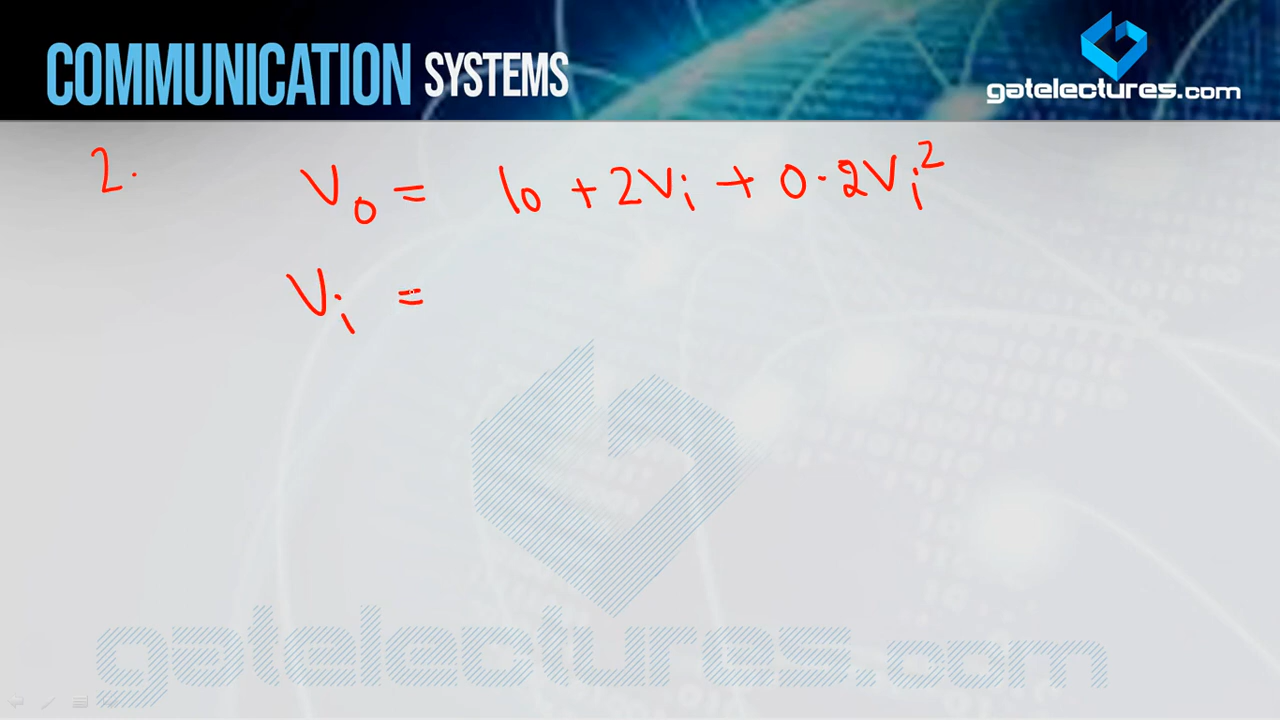 COMMUNICATION SYSTEMS
gatelectures.com
2. V₀ = 10 + 2Vᵢ + 0.2Vᵢ²
Vᵢ =
gatelectures.com